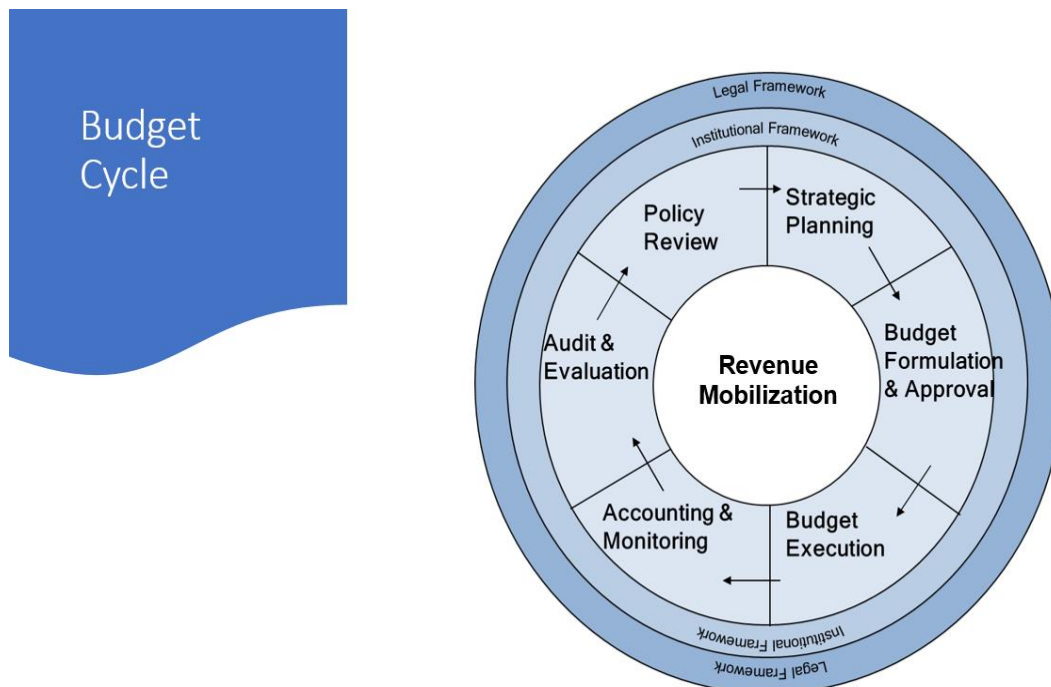 Budget
Cycle
Legal Framework
Institutional Framework
Policy
Review
Strategic
Planning
Audit &
Evaluation
Revenue
Mobilization
Budget
Formulation
& Approval
Accounting &
Monitoring
Budget
Execution
Institutional Framework
Legal Framework